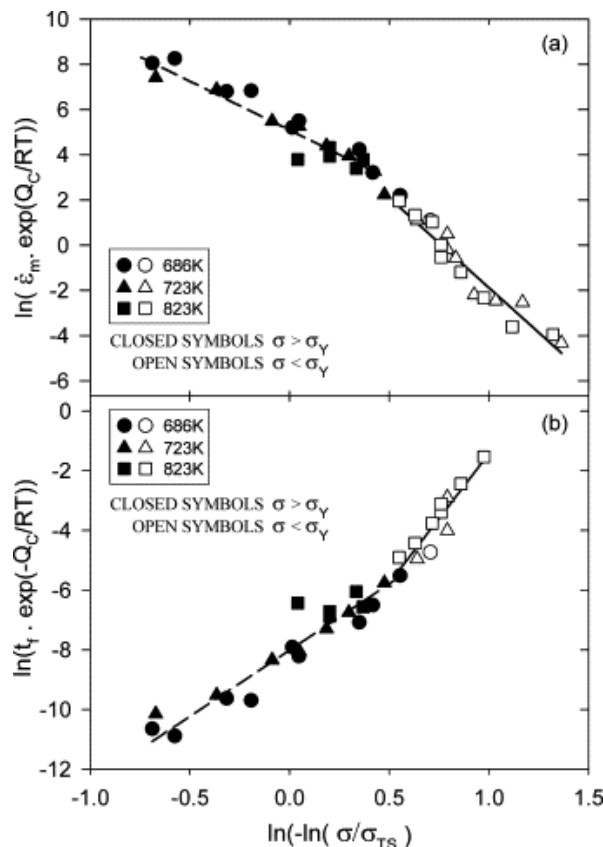 (a)
10
8
6
4
2
0
-2
-4
-6
ln(ε̇m. exp(QC/RT))
686K
723K
823K
CLOSED SYMBOLS σ > σY
OPEN SYMBOLS σ < σY
(b)
0
-2
-4
-6
-8
-10
-12
ln(tf . exp(-QC/RT))
686K
723K
823K
CLOSED SYMBOLS σ > σY
OPEN SYMBOLS σ < σY
-1.0 -0.5 0.0 0.5 1.0 1.5
ln(-ln( σ/σTS )